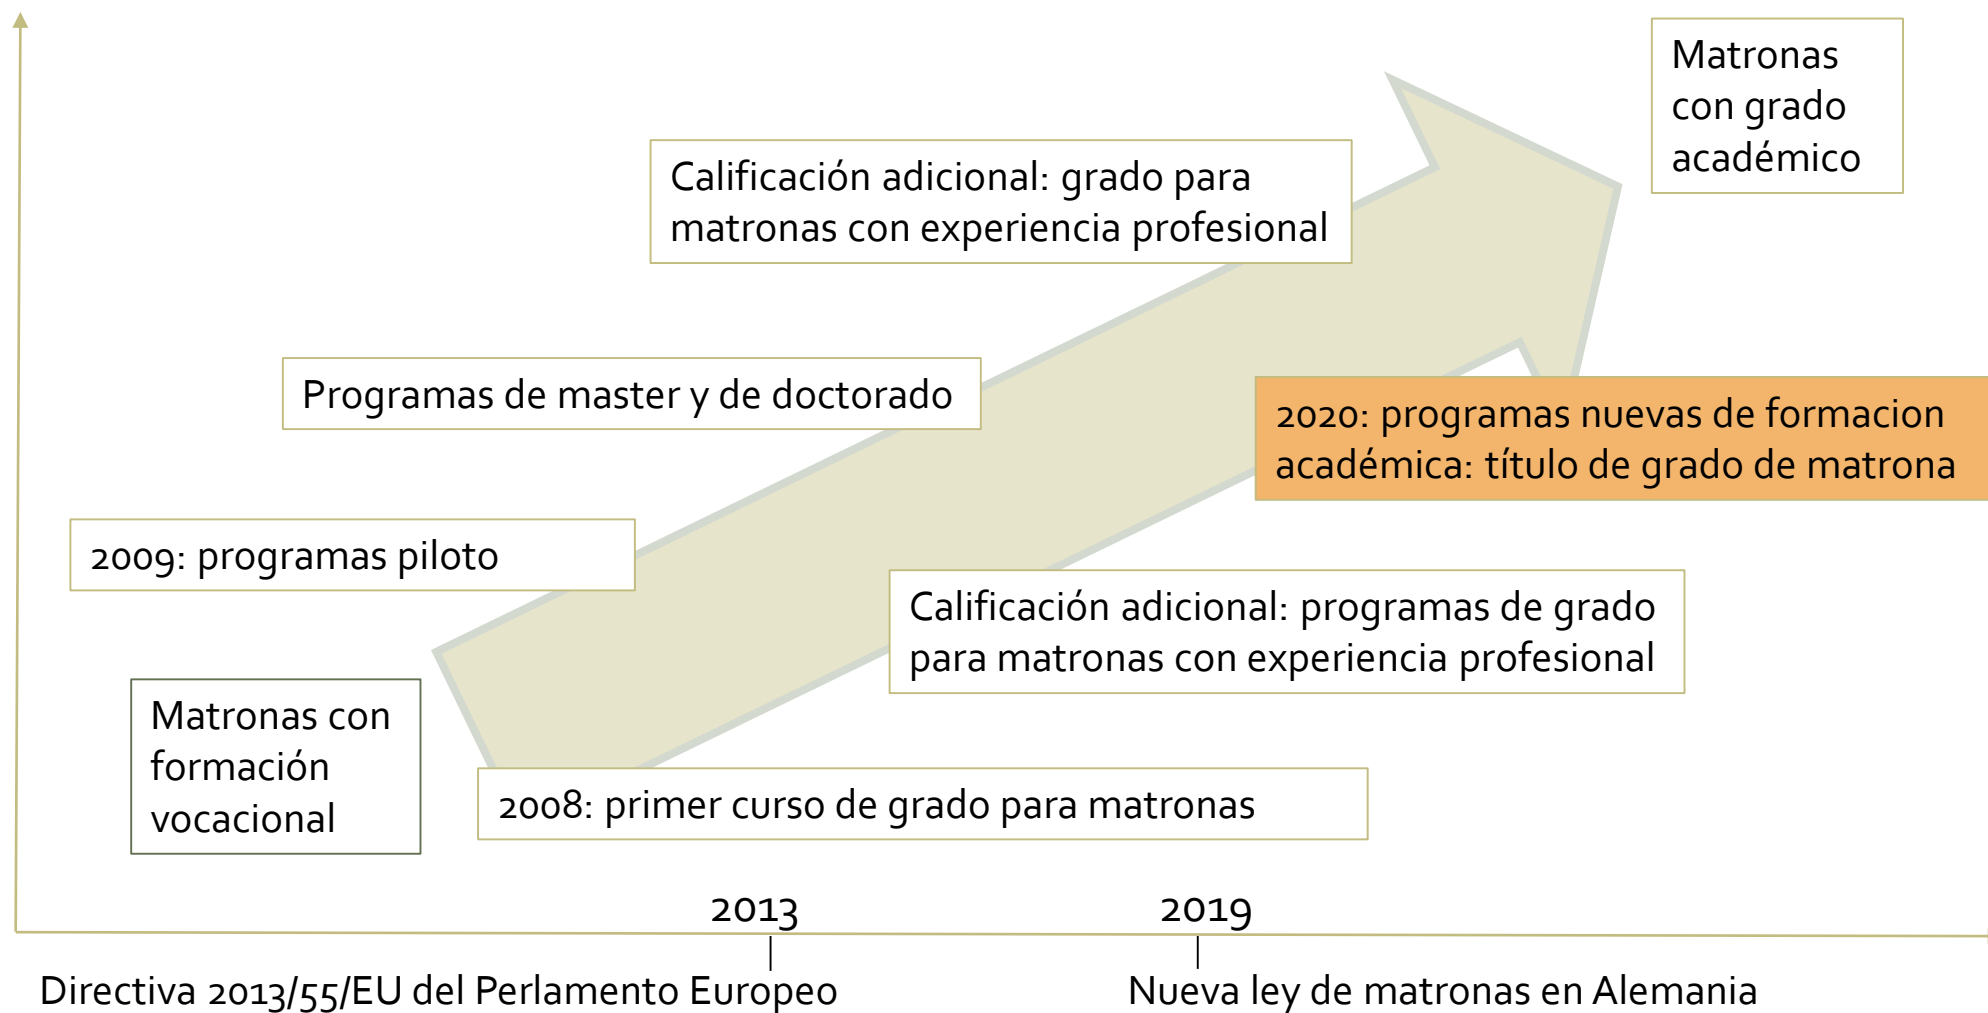 Matronas
con grado
académico
Calificación adicional: grado para
matronas con experiencia profesional
Programas de master y de doctorado
2020: programas nuevas de formacion
académica: título de grado de matrona
2009: programas piloto
Calificación adicional: programas de grado
para matronas con experiencia profesional
Matronas con
formación
vocacional
2008: primer curso de grado para matronas
2013
2019
Directiva 2013/55/EU del Perlamento Europeo
Nueva ley de matronas en Alemania